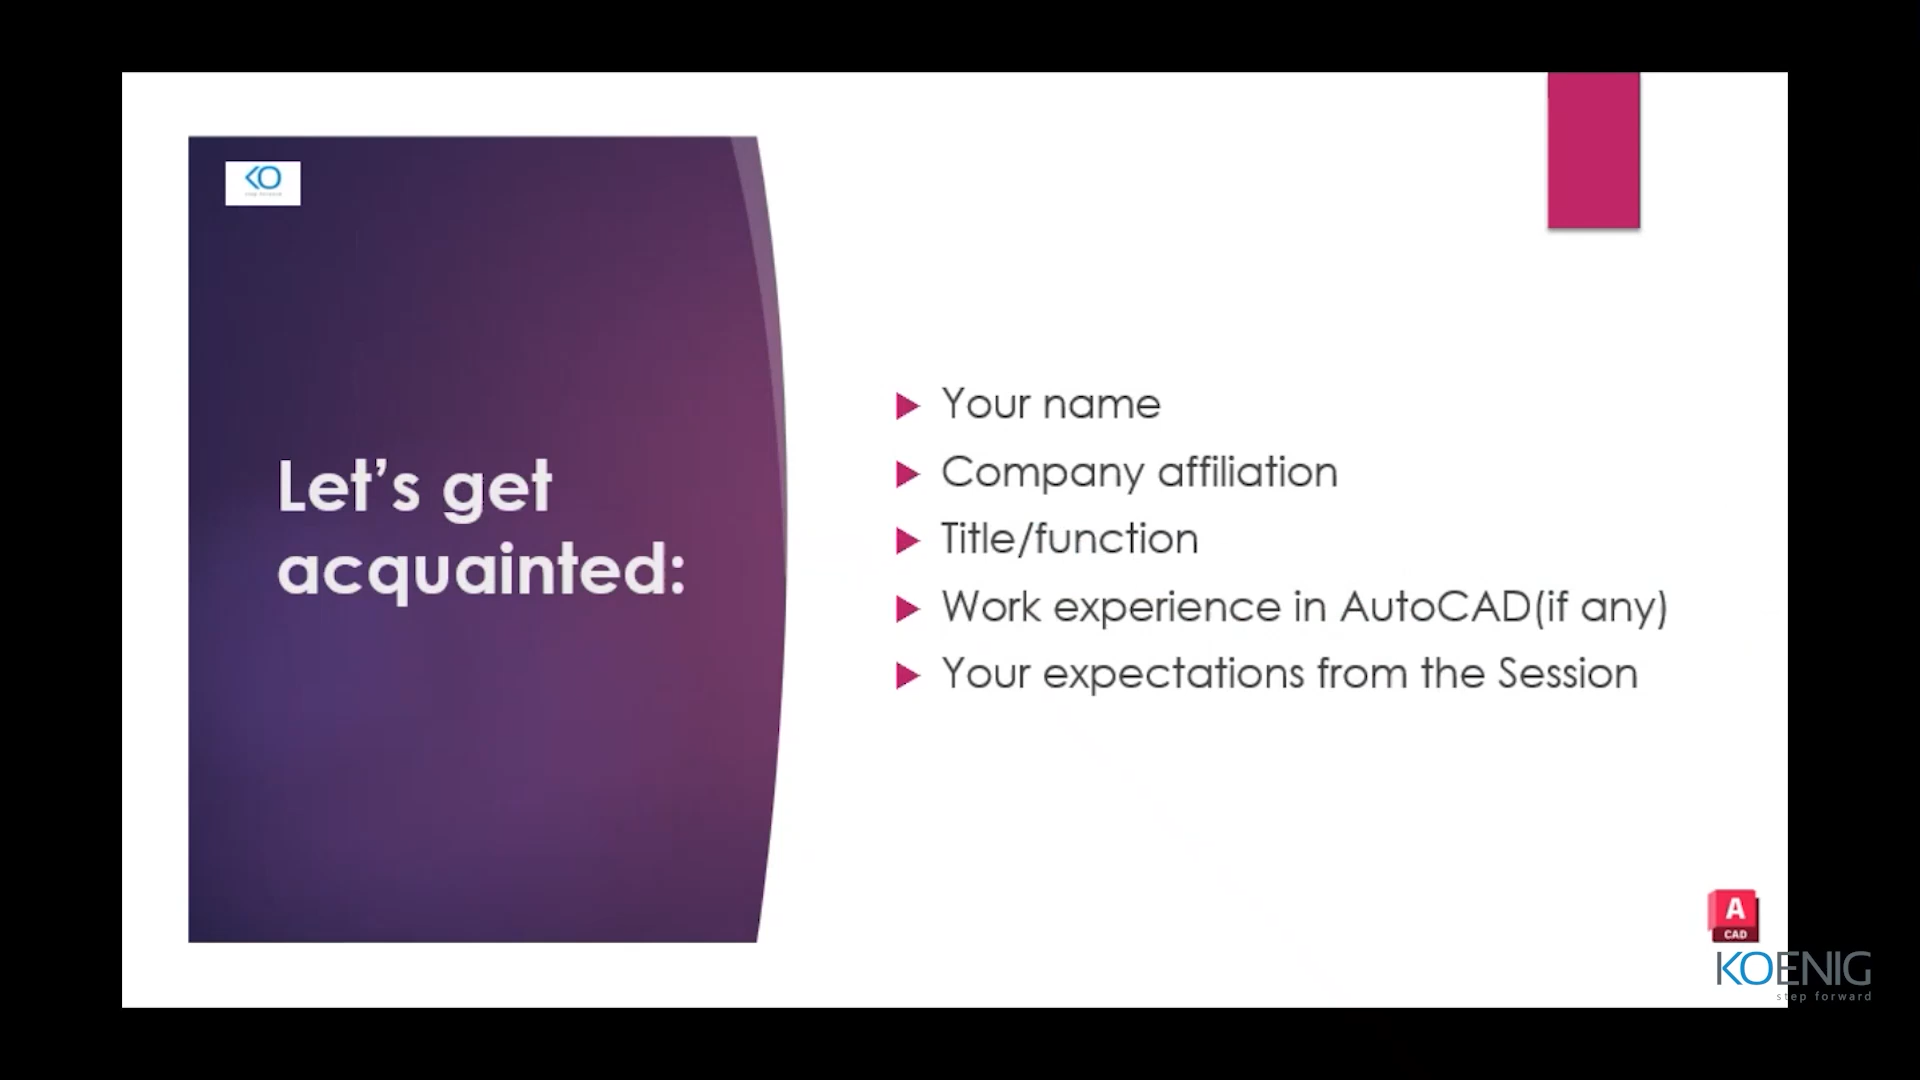 KO
Let's get
acquainted:
Your name
Company affiliation
Title/function
Work experience in AutoCAD(if any)
Your expectations from the Session
A
CAD
KOENIG
step forward